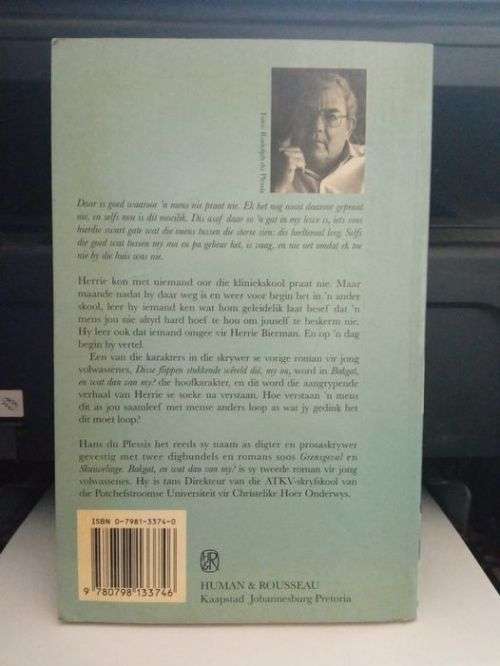 Foto: Rudolph du Plessis
Daar is goed waaroor 'n mens nie praat nie. Ek het nog nooit daaroor gepraat
nie, en selfs nou is dit moeilik. Dis asof daar so 'n gat in my lewe is, iets soos
hierdie swart gate wat die ouens tussen die sterre sien: die heeltemal leeg. Selfs
die goed wat tussen my ma en pa gebeur het, is vaag, en nie net omdat ek toe
nie by die huis was nie.
Herrie kon met niemand oor die kliniekskool praat nie. Maar
maande nadat hy daar weg is en weer voor begin het in 'n ander
skool, leer hy iemand ken wat hom geleidelik laat besef dat 'n
mens jou nie altyd hard hoef te hou om jouself te beskerm nie.
Hy leer ook dat iemand omgee vir Herrie Bierman. En op 'n dag
begin hy vertel.
Een van die karakters in die skrywer se vorige roman vir jong
volwassenes, Desse flippen stukkende wêreld dié, my ou, word in Bakgat,
en wat dan van my? die hoofkarakter, en dit word die aangrypende
verhaal van Herrie se soeke na verstaan. Hoe verstaan 'n mens
dit as jou saamleef met mense anders loop as wat jy gedink het
dit moet loop?
Hans du Plessis het reeds sy naam as digter en prosaskrywer
gevestig met twee digbundels en romans soos Grensgeval en
Skaduwelinge. Bakgat, en wat dan van my? is sy tweede roman vir jong
volwassenes. Hy is tans Direkteur van die ATKV-skryfskool van
die Potchefstroomse Universiteit vir Christelike Hoër Onderwys.
ISBN 0-7981-3374-0
9 780798 133746
HUMAN & ROUSSEAU
Kaapstad Johannesburg Pretoria